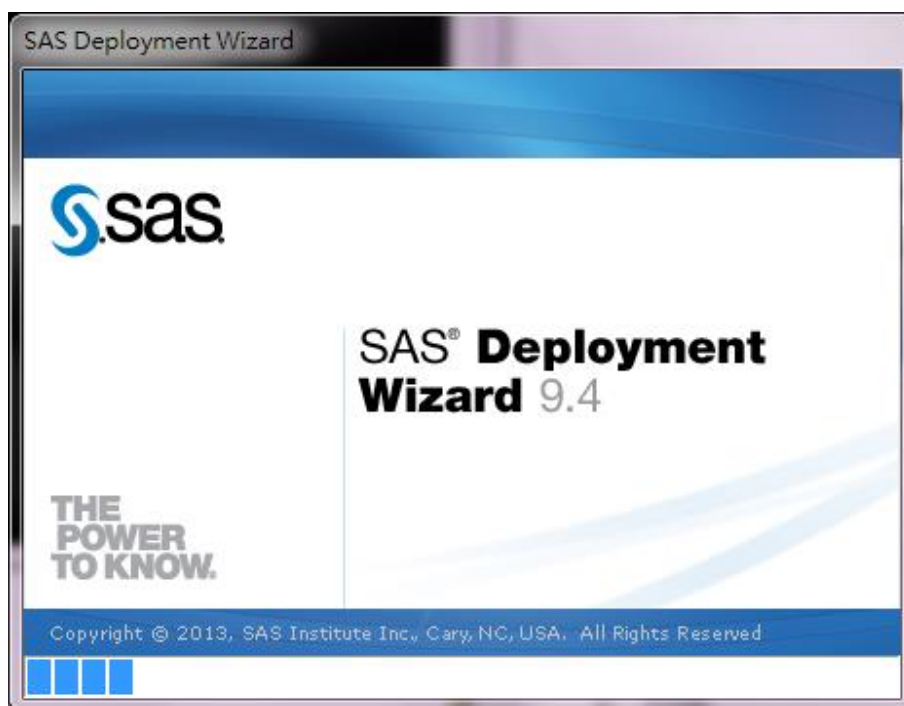 SAS Deployment Wizard
sas
SAS® Deployment
Wizard 9.4
THE
POWER
TO KNOW.
Copyright © 2013, SAS Institute Inc., Cary, NC, USA. All Rights Reserved